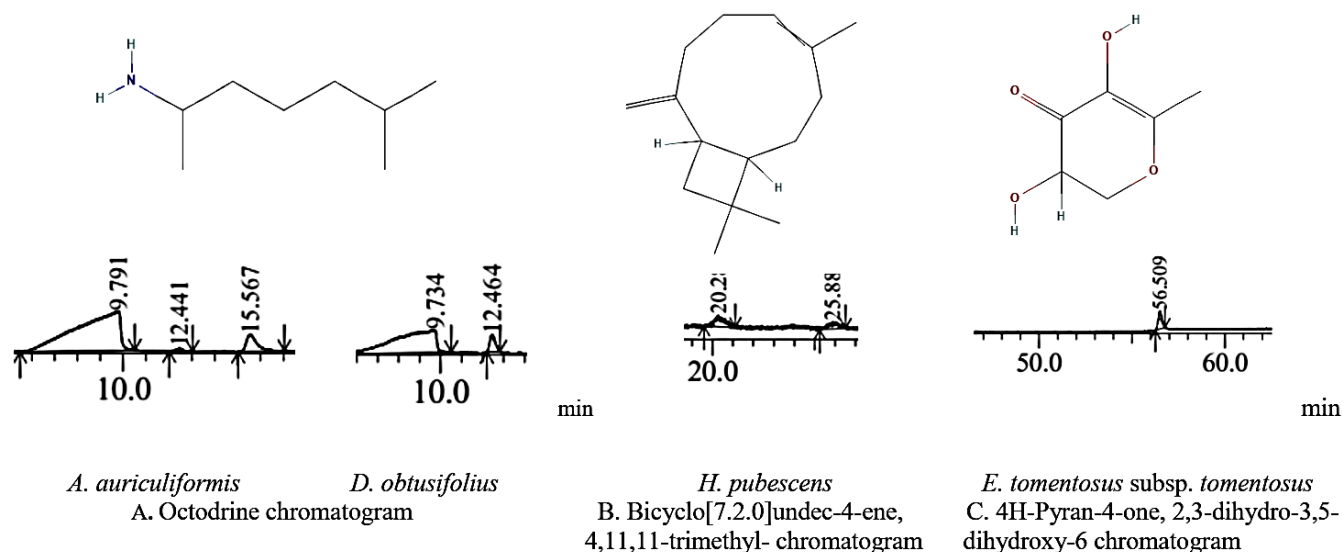 H
H
N
H
H
O
H
O
O
O
H
H
9.791
12.441
15.567
10.0
9.734
12.464
10.0
min
25.88
20.0
56.509
50.0
60.0
min
A. auriculiformis
D. obtusifolius
A. Octodrine chromatogram
H. pubescens
B. Bicyclo[7.2.0]undec-4-ene,
4,11,11-trimethyl- chromatogram
E. tomentosus subsp. tomentosus
C. 4H-Pyran-4-one, 2,3-dihydro-3,5-
dihydroxy-6 chromatogram